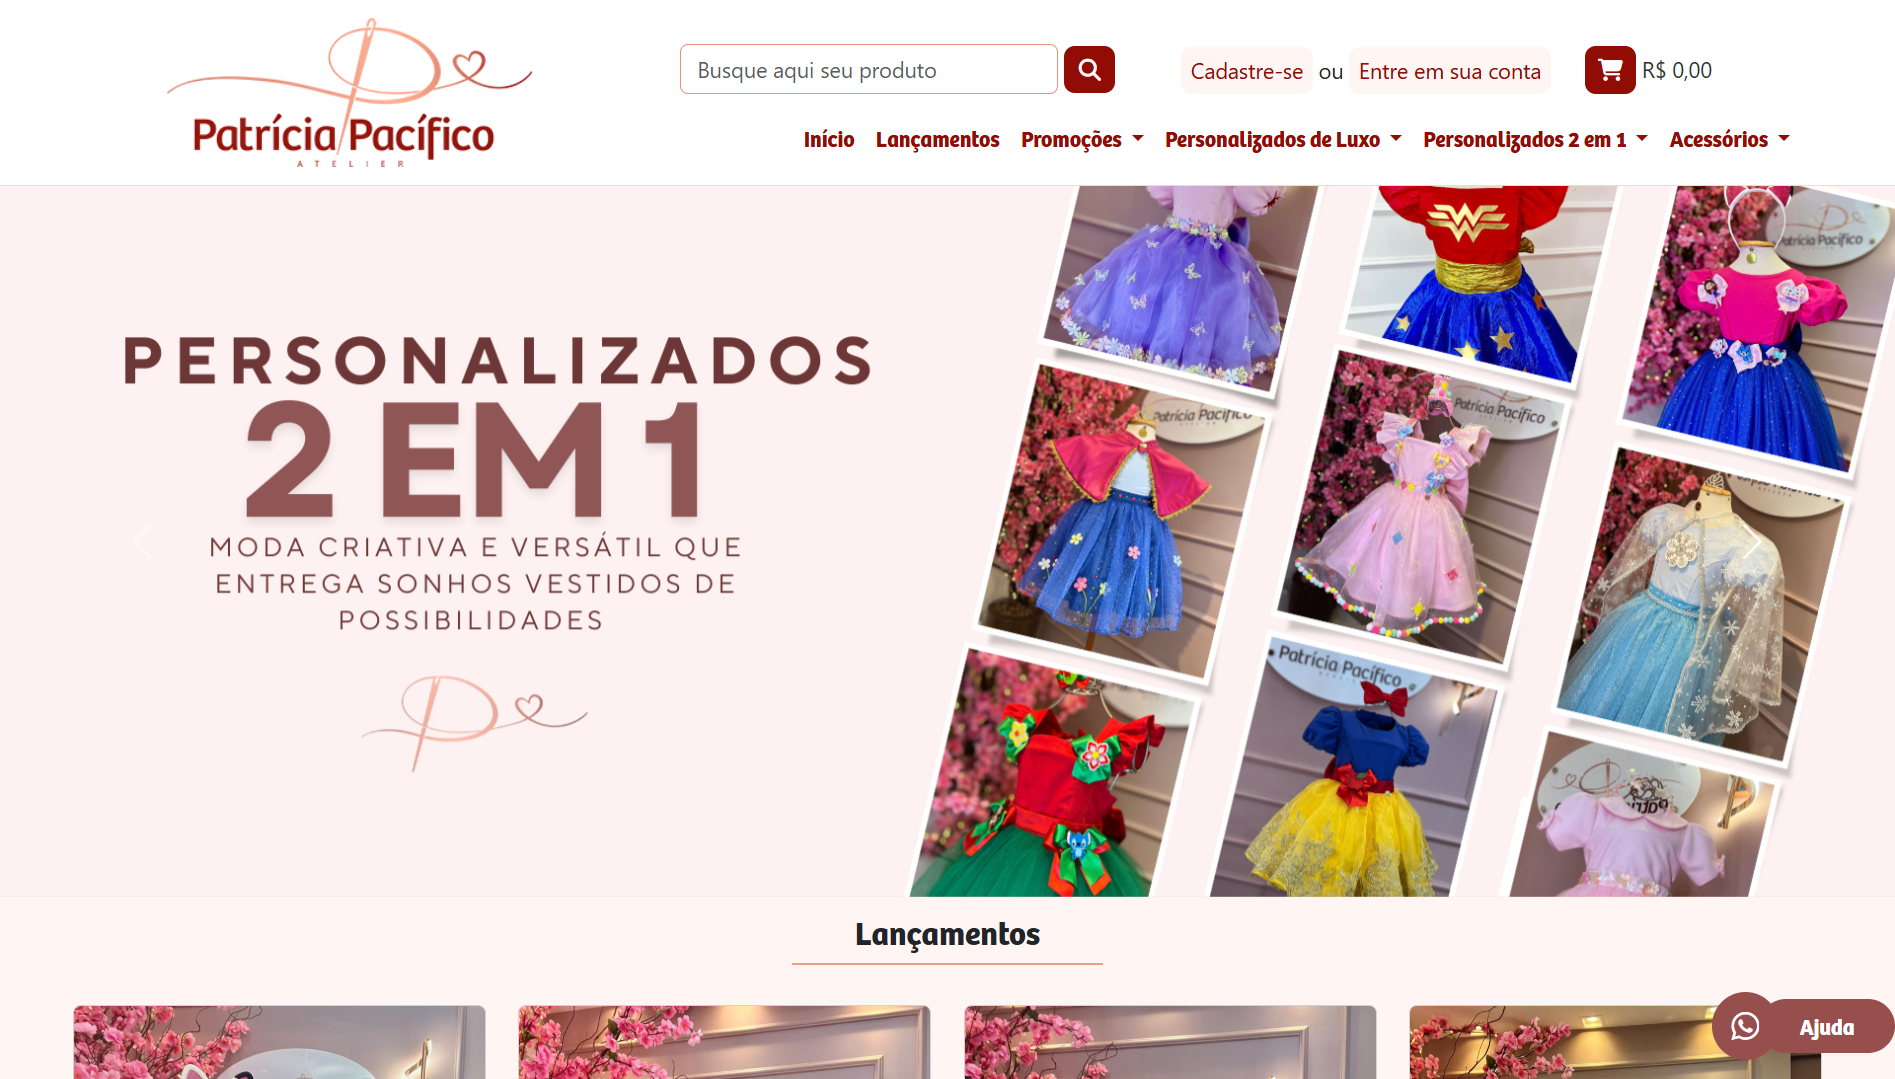 Patrícia Pacífico
ATELIER
Busque aqui seu produto
Cadastre-se ou Entre em sua conta
R$ 0,00
Início Lançamentos Promoções Personalizados de Luxo Personalizados 2 em 1 Acessórios
PERSONALIZADOS
2 EM 1
MODA CRIATIVA E VERSÁTIL QUE
ENTREGA SONHOS VESTIDOS DE
POSSIBILIDADES
Patrícia Pacífico
Patrícia Pacífico
Patrícia Pacífico
Patrícia Pacífico
Lançamentos
Ajuda